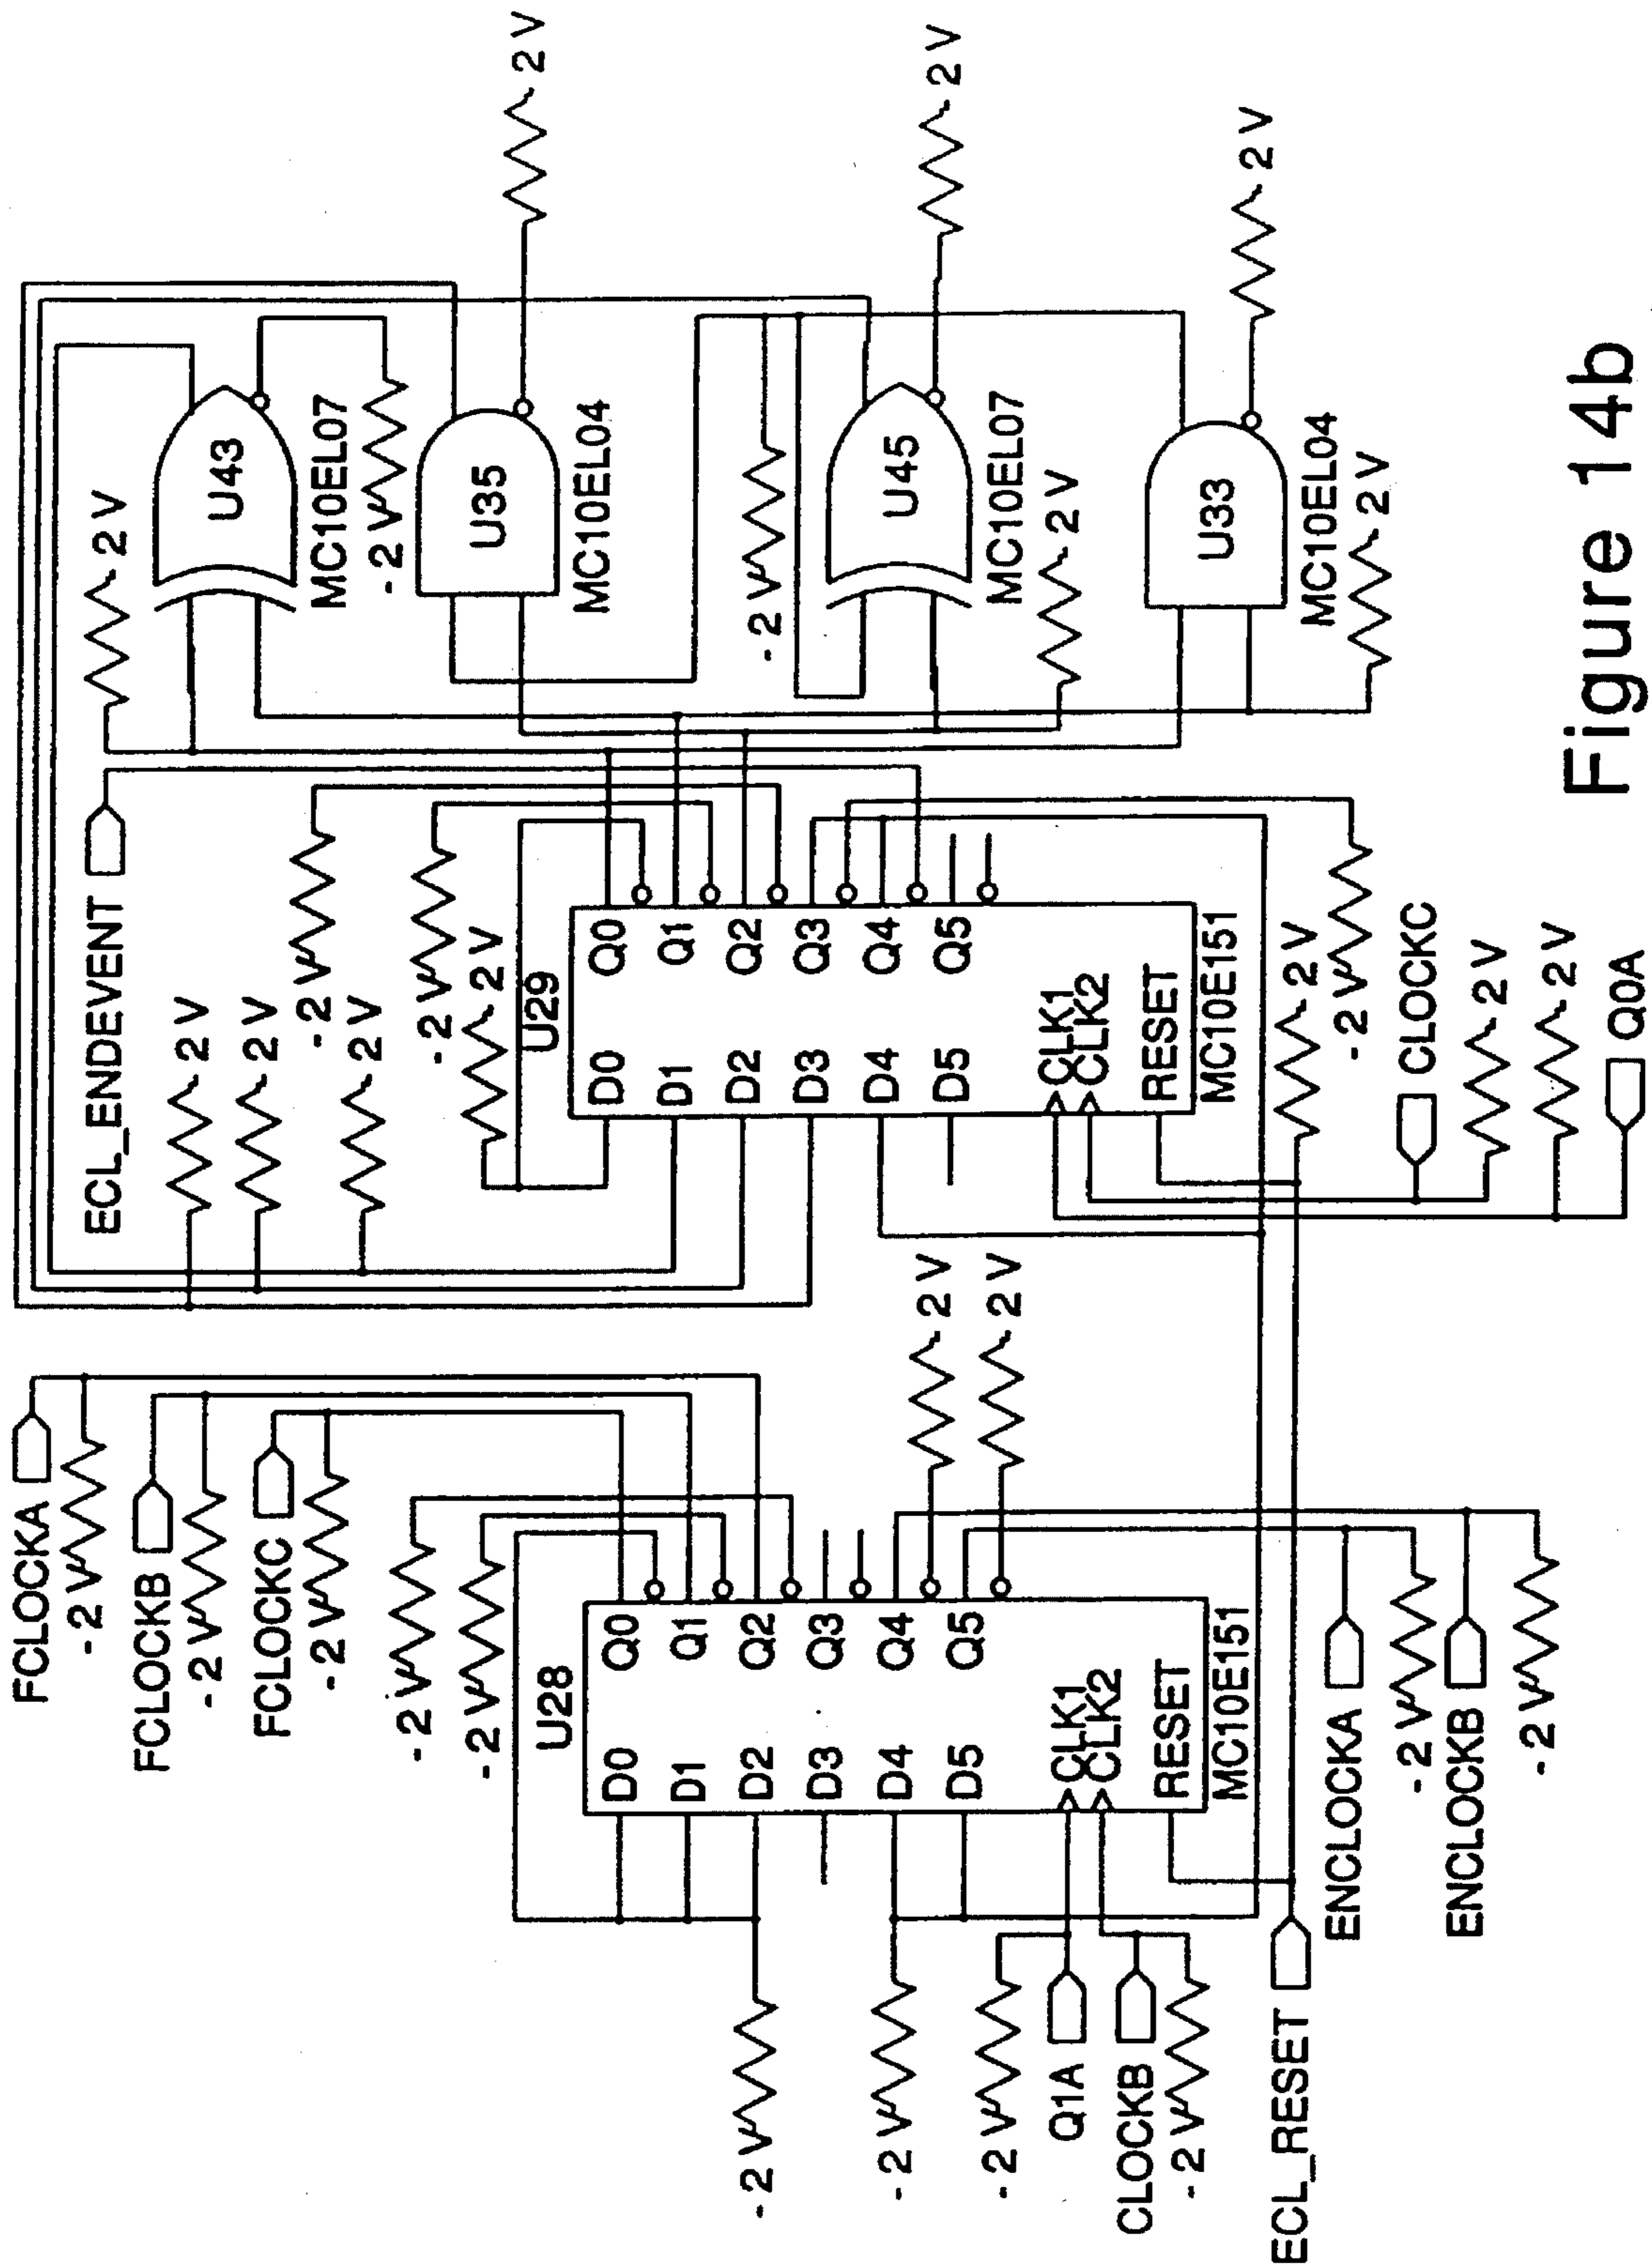 FCLOCKA
- 2 V
FCLOCKB
- 2 V
FCLOCKC
- 2 V
- 2 V
- 2 V
U28
D0
D1
D2
D3
D4
D5
CLK1
CLK2
RESET
Q0
Q1
Q2
Q3
Q4
Q5
MC10E151
- 2 V
- 2 V
- 2 V
Q1A
CLOCKB
- 2 V
ECL_RESET
ENCLOCKA
- 2 V
ENCLOCKB
- 2 V
- 2 V
- 2 V
ECL_ENDEVENT
- 2 V
- 2 V
- 2 V
- 2 V
- 2 V
- 2 V
U29
D0
D1
D2
D3
D4
D5
CLK1
CLK2
RESET
Q0
Q1
Q2
Q3
Q4
Q5
MC10E151
- 2 V
- 2 V
CLOCKC
- 2 V
- 2 V
Q0A
- 2 V
U43
MC10EL07
- 2 V
U35
MC10EL04
- 2 V
- 2 V
U45
MC10EL07
- 2 V
- 2 V
U33
MC10EL04
- 2 V
- 2 V
Figure 14b